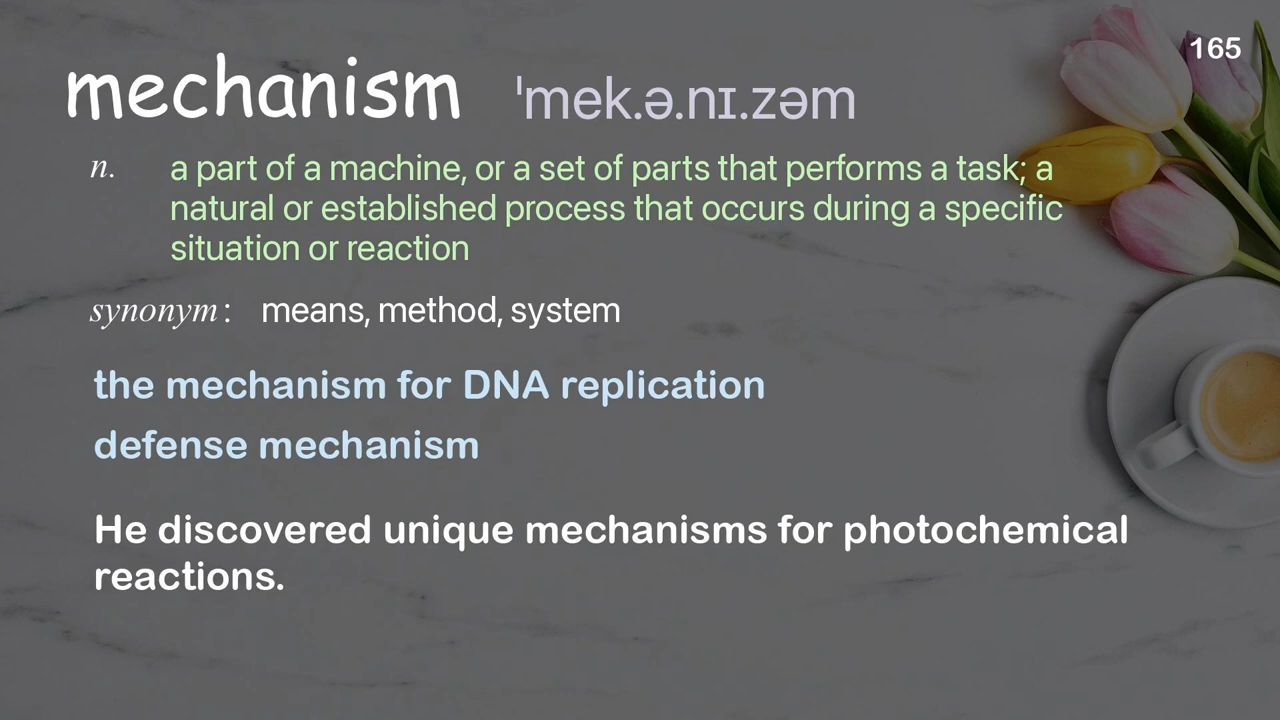 165
mechanism ˈmek.ə.nɪ.zəm
n. a part of a machine, or a set of parts that performs a task; a
natural or established process that occurs during a specific
situation or reaction
synonym: means, method, system
the mechanism for DNA replication
defense mechanism
He discovered unique mechanisms for photochemical
reactions.